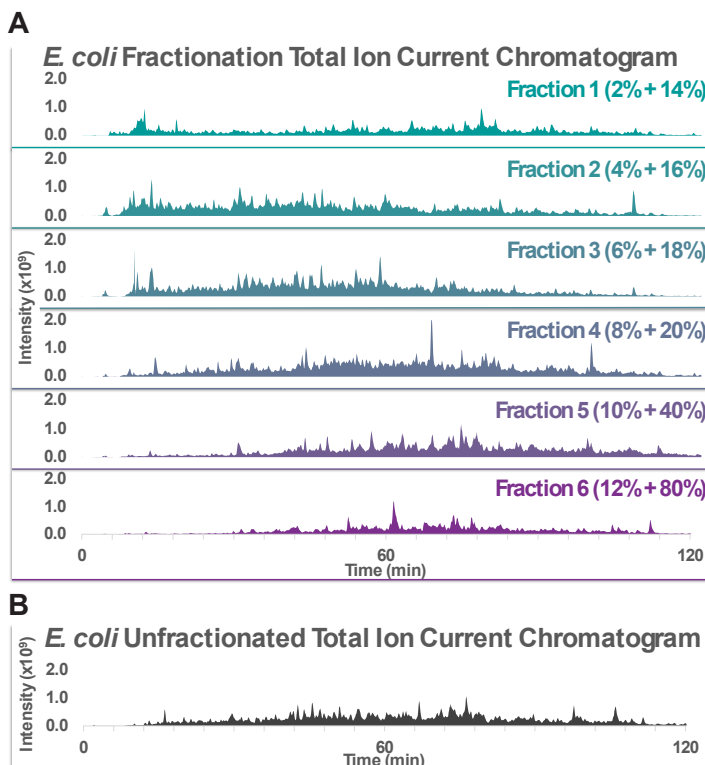 A
E. coli Fractionation Total Ion Current Chromatogram
Intensity (x10⁹)
2.0
1.0
0.0
Fraction 1 (2% + 14%)
2.0
1.0
0.0
Fraction 2 (4% + 16%)
2.0
1.0
0.0
Fraction 3 (6% + 18%)
2.0
1.0
0.0
Fraction 4 (8% + 20%)
2.0
1.0
0.0
Fraction 5 (10% + 40%)
2.0
1.0
0.0
Fraction 6 (12% + 80%)
0 60 120
Time (min)
B
E. coli Unfractionated Total Ion Current Chromatogram
Intensity (x10⁹)
2.0
1.0
0.0
0 60 120
Time (min)